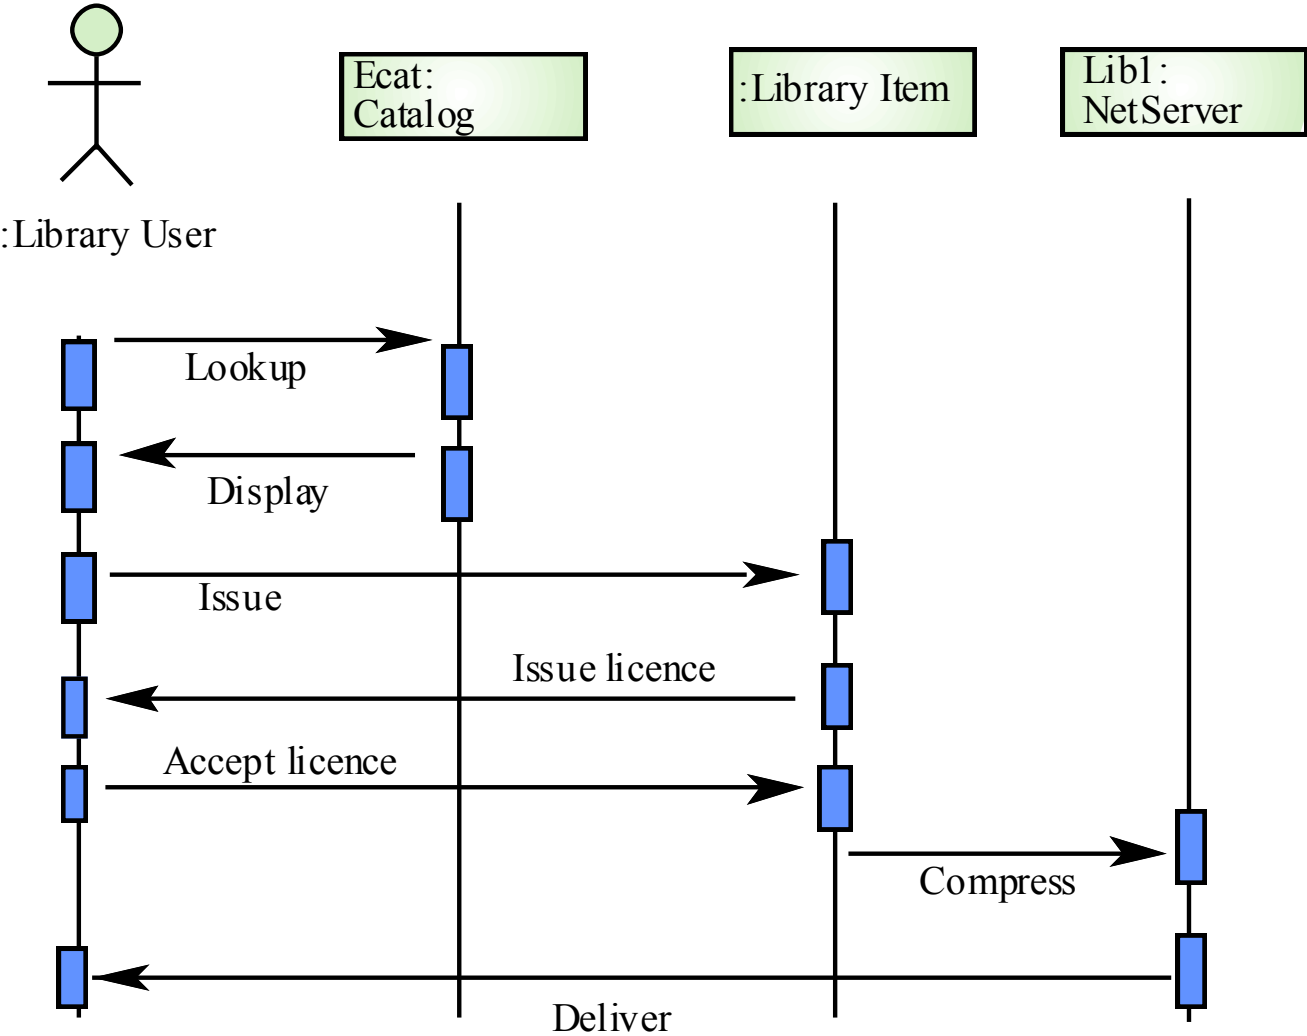 Ecat:
Catalog
:Library Item
Lib1:
NetServer
:Library User
Lookup
Display
Issue
Issue licence
Accept licence
Compress
Deliver